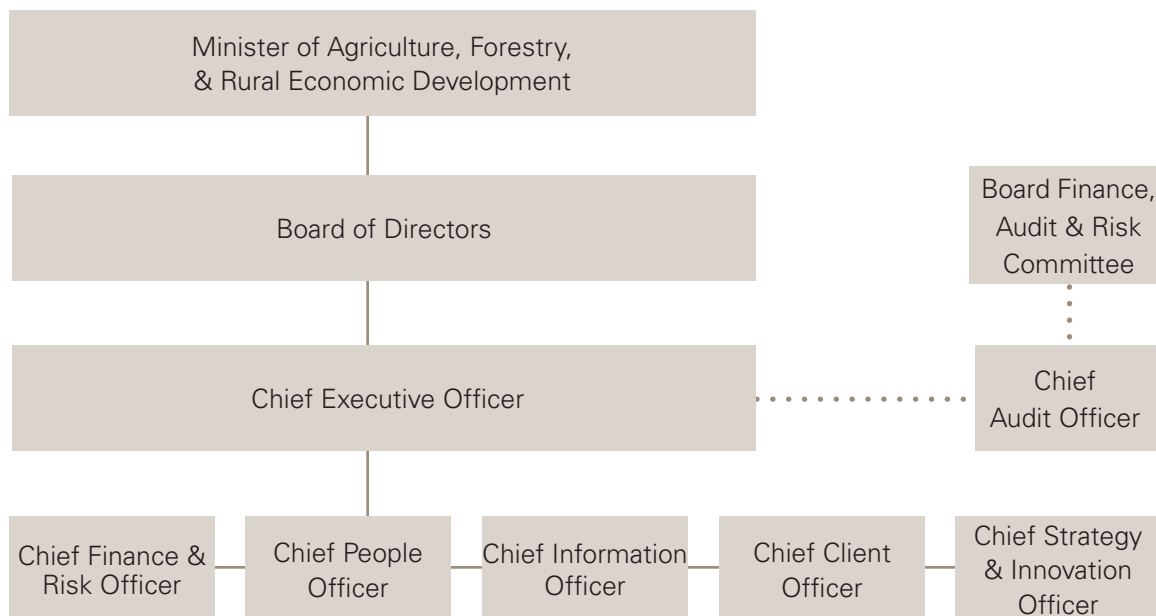 Minister of Agriculture, Forestry,
& Rural Economic Development
Board of Directors
Board Finance,
Audit & Risk
Committee
Chief Executive Officer
Chief
Audit Officer
Chief Finance &
Risk Officer
Chief People
Officer
Chief Information
Officer
Chief Client
Officer
Chief Strategy
& Innovation
Officer